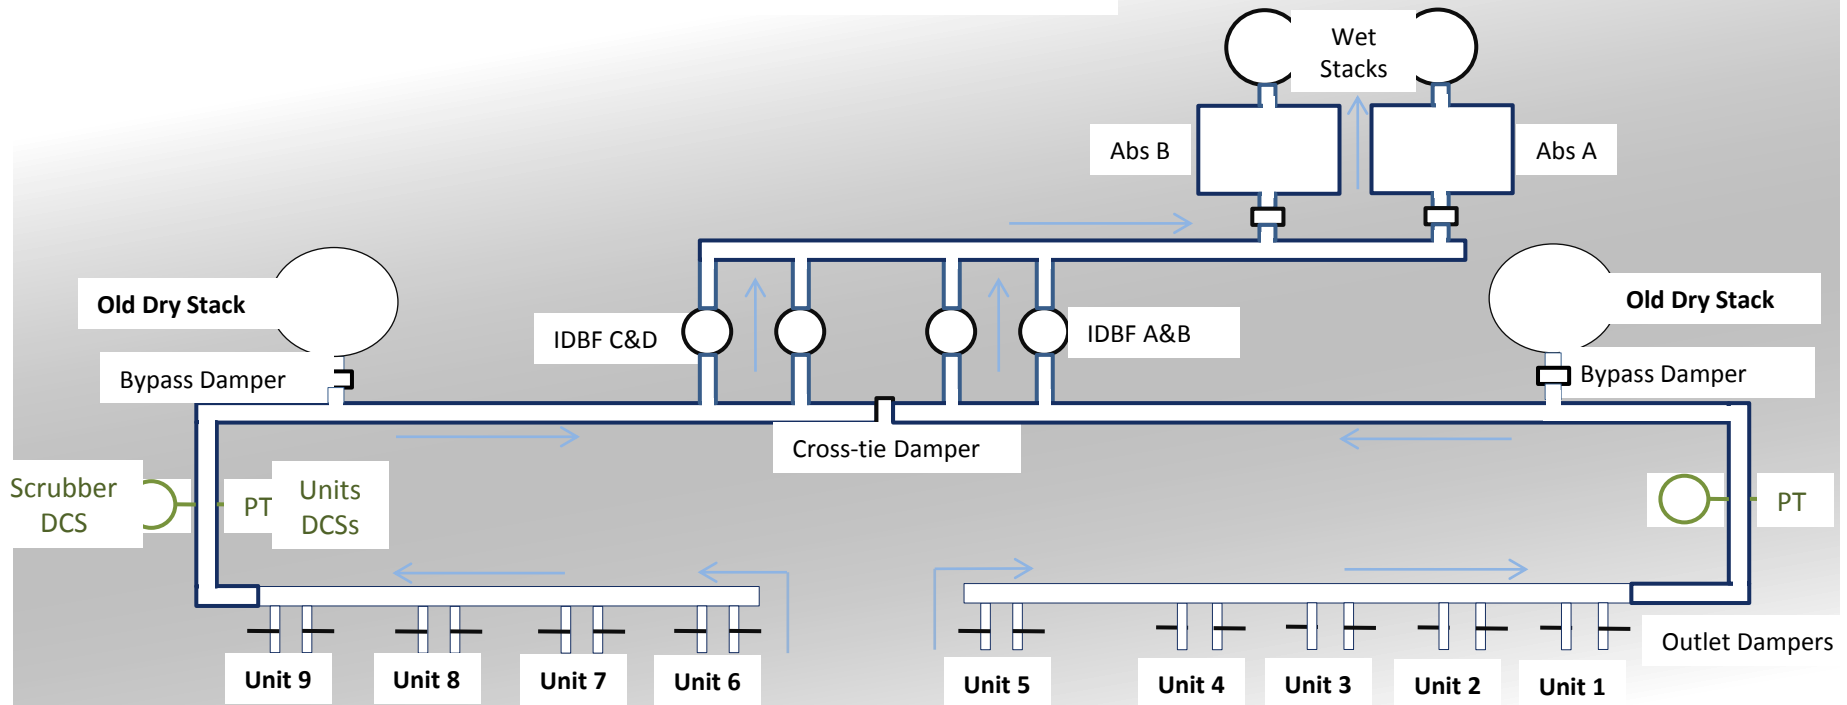 Wet
Stacks
Abs B
Abs A
Old Dry Stack
Old Dry Stack
IDBF C&D
IDBF A&B
Bypass Damper
Bypass Damper
Cross-tie Damper
Scrubber
DCS
PT
Units
DCSs
PT
Outlet Dampers
Unit 9
Unit 8
Unit 7
Unit 6
Unit 5
Unit 4
Unit 3
Unit 2
Unit 1